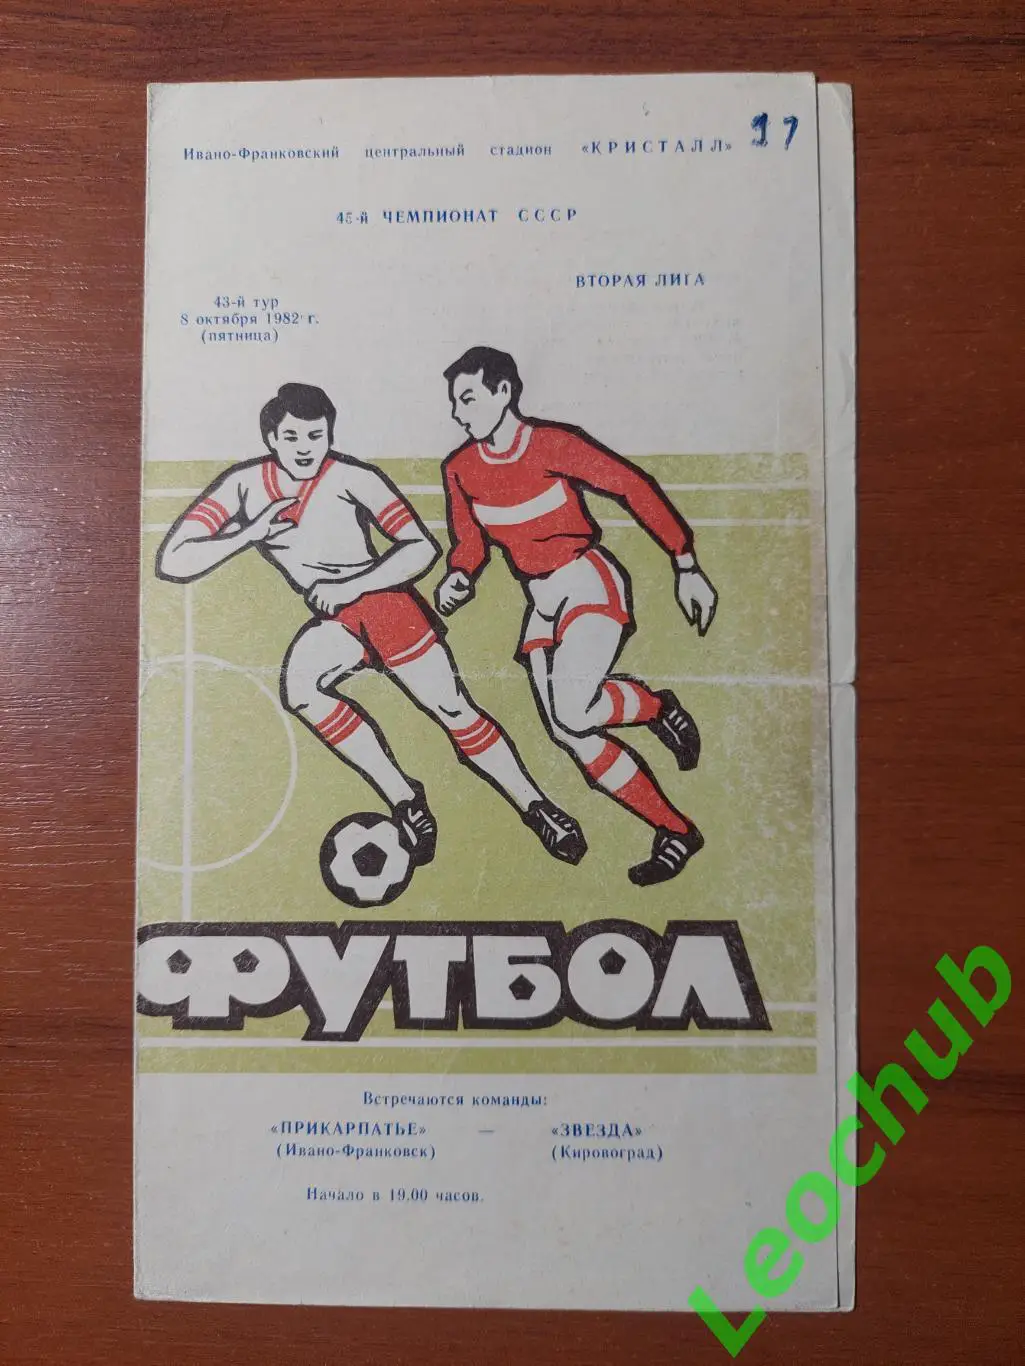 Ивано-Франковский центральный стадион «КРИСТАЛЛ» 17
45-й ЧЕМПИОНАТ СССР
ВТОРАЯ ЛИГА
43-й тур
8 октября 1982 г.
(пятница)
ФУТБОЛ
Встречаются команды:
«ПРИКАРПАТЬЕ» — «ЗВЕЗДА»
(Ивано-Франковск) (Кировоград)
Начало в 19.00 часов.
Leochub